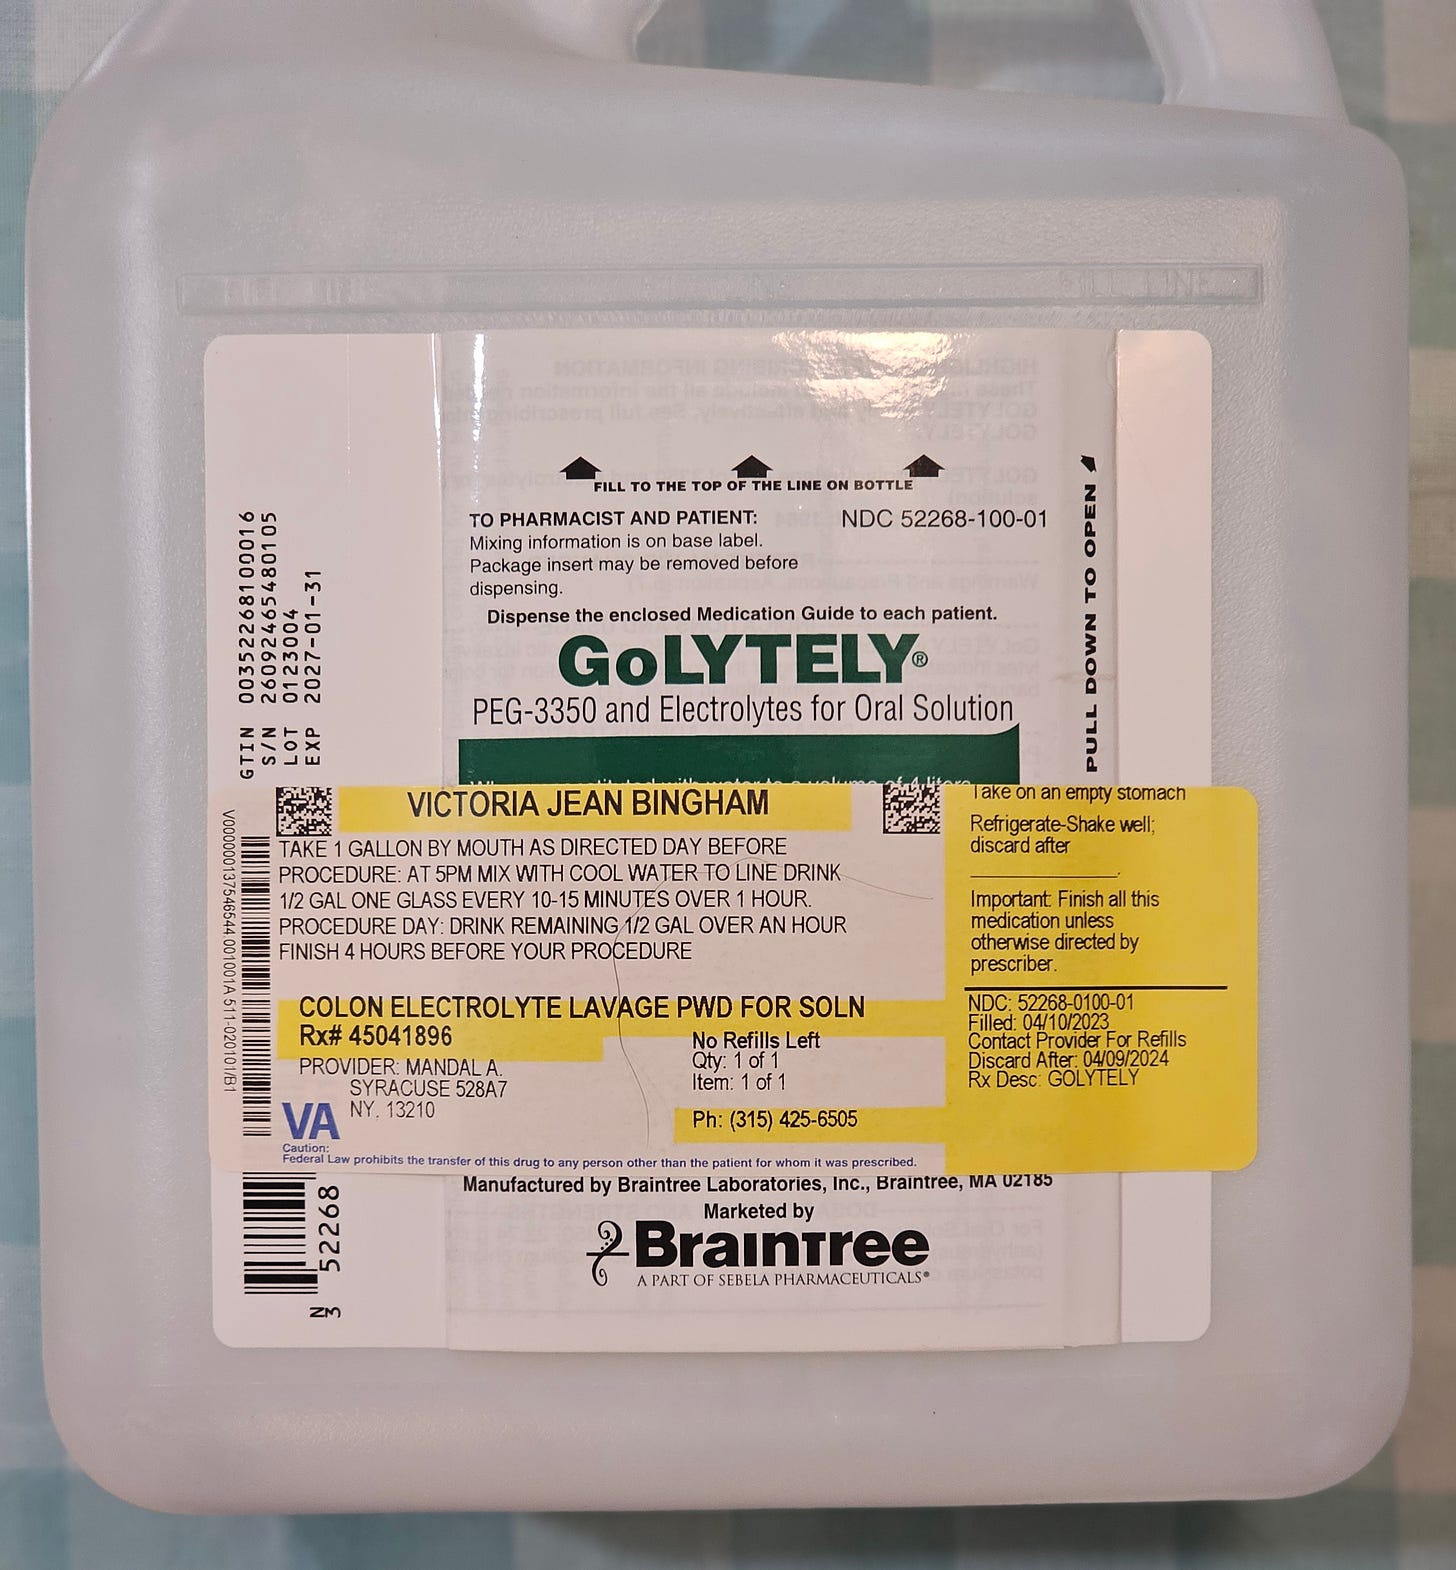 FILL LINE
FILL TO THE TOP OF THE LINE ON BOTTLE
TO PHARMACIST AND PATIENT:
NDC 52268-100-01
Mixing information is on base label.
Package insert may be removed before
dispensing.
Dispense the enclosed Medication Guide to each patient.
GoLYTELY®
PEG-3350 and Electrolytes for Oral Solution
PULL DOWN TO OPEN
GTIN 00352268100016
S/N 26092465480105
LOT 0123004
EXP 2027-01-31
VICTORIA JEAN BINGHAM
TAKE 1 GALLON BY MOUTH AS DIRECTED DAY BEFORE
PROCEDURE: AT 5PM MIX WITH COOL WATER TO LINE DRINK
1/2 GAL ONE GLASS EVERY 10-15 MINUTES OVER 1 HOUR.
PROCEDURE DAY: DRINK REMAINING 1/2 GAL OVER AN HOUR
FINISH 4 HOURS BEFORE YOUR PROCEDURE
COLON ELECTROLYTE LAVAGE PWD FOR SOLN
Rx# 45041896
PROVIDER: MANDAL A.
SYRACUSE 528A7
NY, 13210
No Refills Left
Qty: 1 of 1
Item: 1 of 1
Ph: (315) 425-6505
VA
Caution:
Federal Law prohibits the transfer of this drug to any person other than the patient for whom it was prescribed.
Take on an empty stomach
Refrigerate-Shake well;
discard after
Important: Finish all this
medication unless
otherwise directed by
prescriber.
NDC: 52268-0100-01
Filled: 04/10/2023
Contact Provider For Refills
Discard After: 04/09/2024
Rx Desc: GOLYTELY
Manufactured by Braintree Laboratories, Inc., Braintree, MA 02185
Marketed by
Braintree
A PART OF SEBELA PHARMACEUTICALS®
N
3 52268